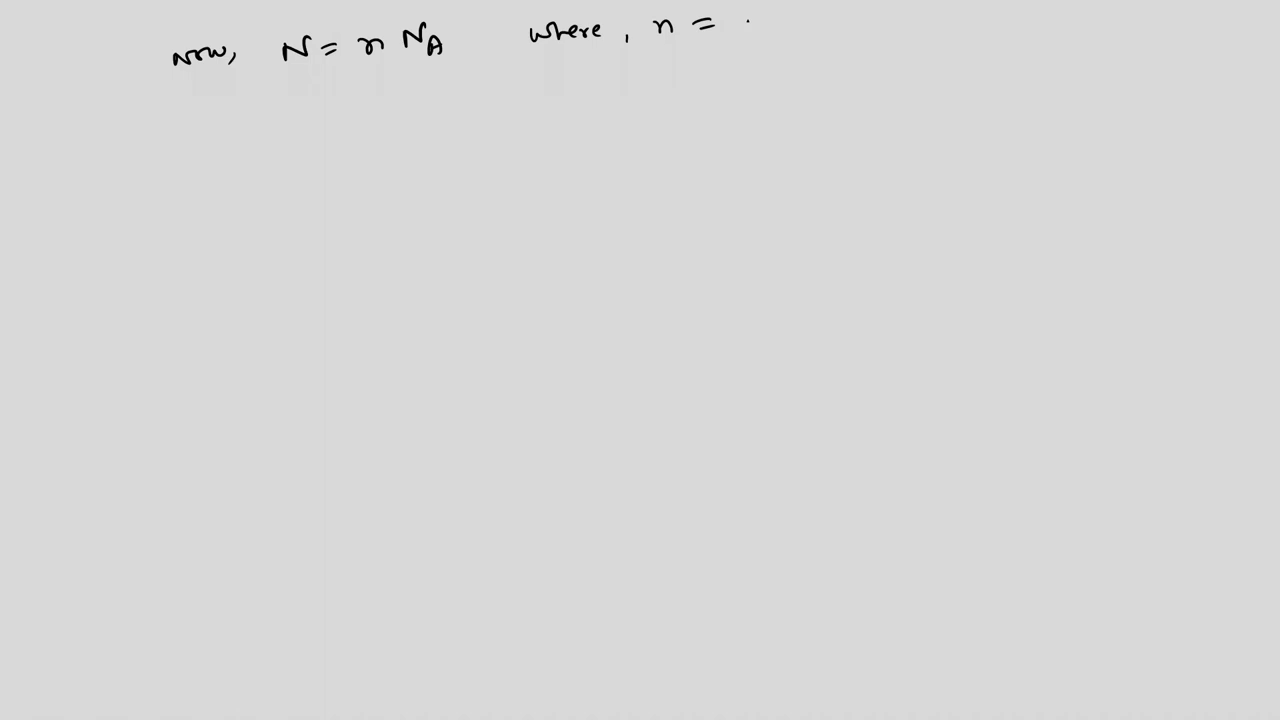 Now, N = n N_A where, n =